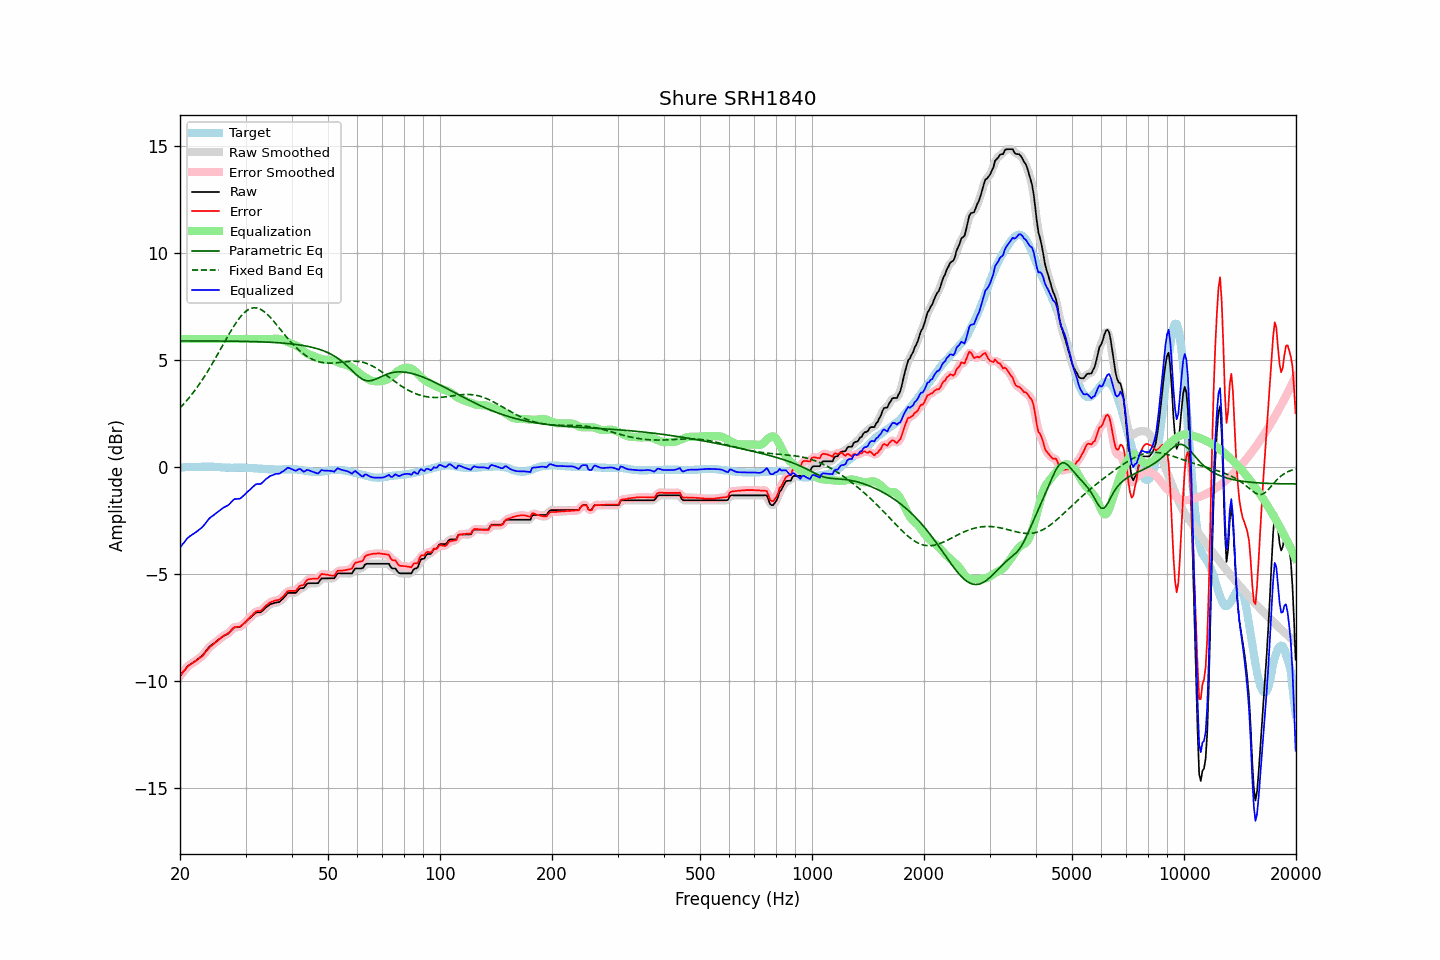 Shure SRH1840
Target
Raw Smoothed
Error Smoothed
Raw
Error
Equalization
Parametric Eq
Fixed Band Eq
Equalized
Amplitude (dBr)
15
10
5
0
−5
−10
−15
20
50
100
200
500
1000
2000
5000
10000
20000
Frequency (Hz)